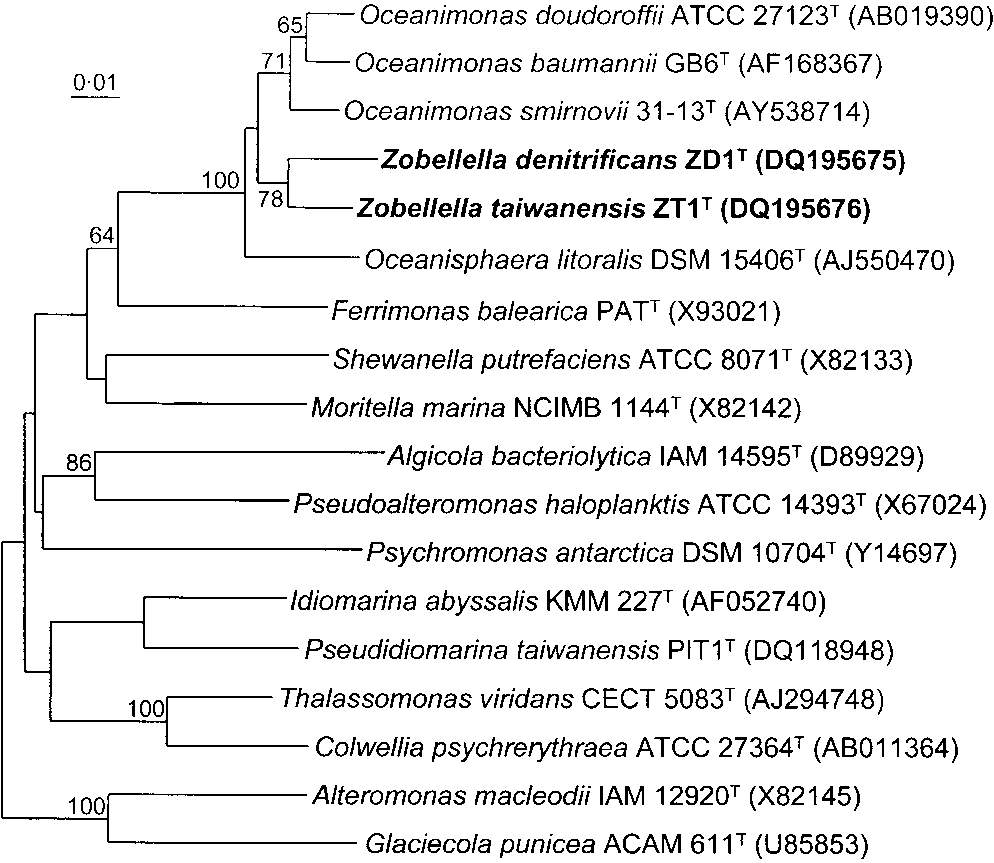 Oceanimonas doudoroffii ATCC 27123ᵀ (AB019390)
65
71
Oceanimonas baumannii GB6ᵀ (AF168367)
0·01
Oceanimonas smirnovii 31-13ᵀ (AY538714)
Zobellella denitrificans ZD1ᵀ (DQ195675)
100
78
Zobellella taiwanensis ZT1ᵀ (DQ195676)
64
Oceanisphaera litoralis DSM 15406ᵀ (AJ550470)
Ferrimonas balearica PATᵀ (X93021)
Shewanella putrefaciens ATCC 8071ᵀ (X82133)
Moritella marina NCIMB 1144ᵀ (X82142)
86
Algicola bacteriolytica IAM 14595ᵀ (D89929)
Pseudoalteromonas haloplanktis ATCC 14393ᵀ (X67024)
Psychromonas antarctica DSM 10704ᵀ (Y14697)
Idiomarina abyssalis KMM 227ᵀ (AF052740)
Pseudidiomarina taiwanensis PIT1ᵀ (DQ118948)
Thalassomonas viridans CECT 5083ᵀ (AJ294748)
100
Colwellia psychrerythraea ATCC 27364ᵀ (AB011364)
Alteromonas macleodii IAM 12920ᵀ (X82145)
100
Glaciecola punicea ACAM 611ᵀ (U85853)